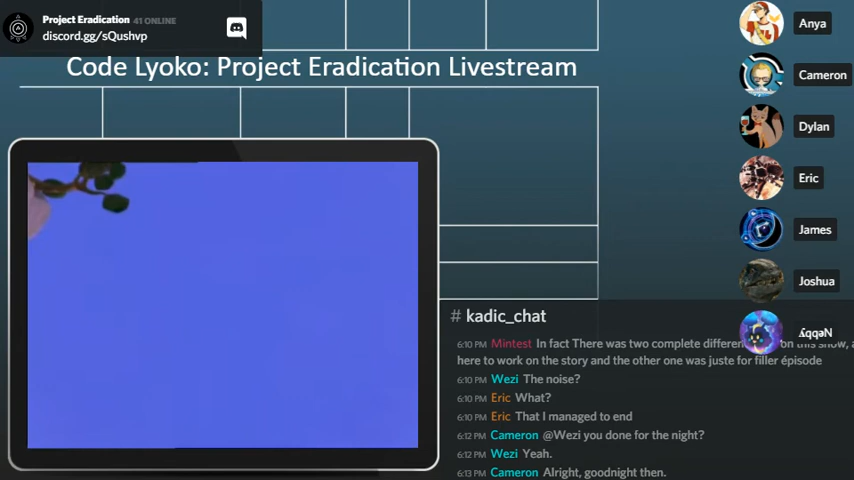 Project Eradication 41 ONLINE
discord.gg/sQushvp
Code Lyoko: Project Eradication Livestream
Anya
Cameron
Dylan
Eric
James
Joshua
# kadic_chat
6:10 PM Mintest In fact There was two complete on this show, a
here to work on the story and the other one was juste for filler épisode
6:10 PM Wezi The noise?
6:10 PM Eric What?
6:10 PM Eric That I managed to end
6:12 PM Cameron @Wezi you done for the night?
6:12 PM Wezi Yeah.
6:13 PM Cameron Alright, goodnight then.